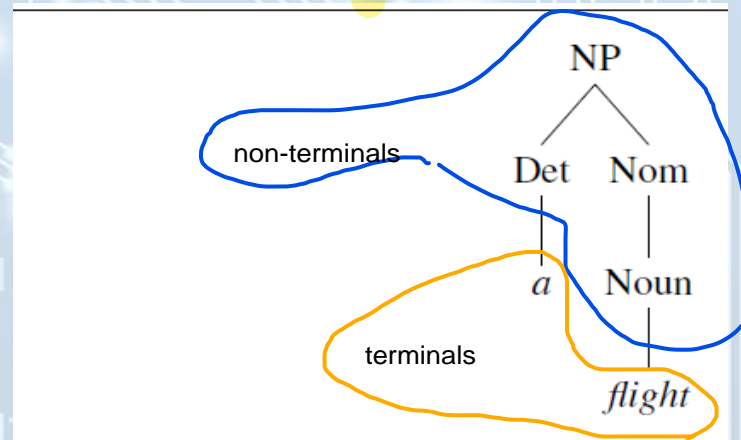 NP
non-terminals
Det Nom
a Noun
terminals
flight